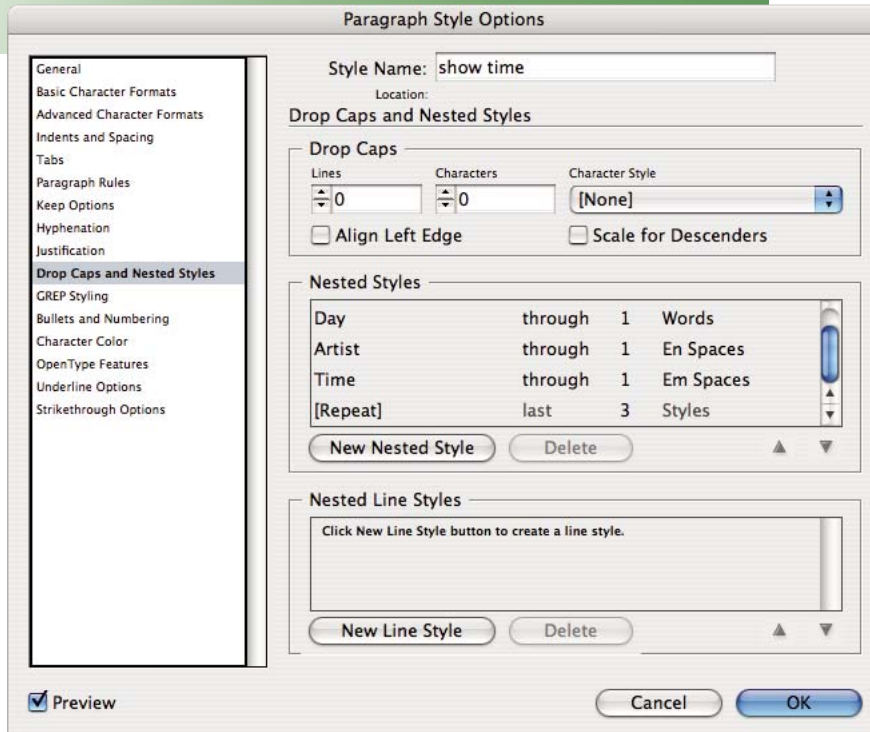 Paragraph Style Options
General
Basic Character Formats
Advanced Character Formats
Indents and Spacing
Tabs
Paragraph Rules
Keep Options
Hyphenation
Justification
Drop Caps and Nested Styles
GREP Styling
Bullets and Numbering
Character Color
OpenType Features
Underline Options
Strikethrough Options
Style Name: show time
Location:
Drop Caps and Nested Styles
Drop Caps
Lines Characters Character Style
0 0 [None]
Align Left Edge Scale for Descenders
Nested Styles
Day through 1 Words
Artist through 1 En Spaces
Time through 1 Em Spaces
[Repeat] last 3 Styles
New Nested Style Delete
Nested Line Styles
Click New Line Style button to create a line style.
New Line Style Delete
Preview Cancel OK